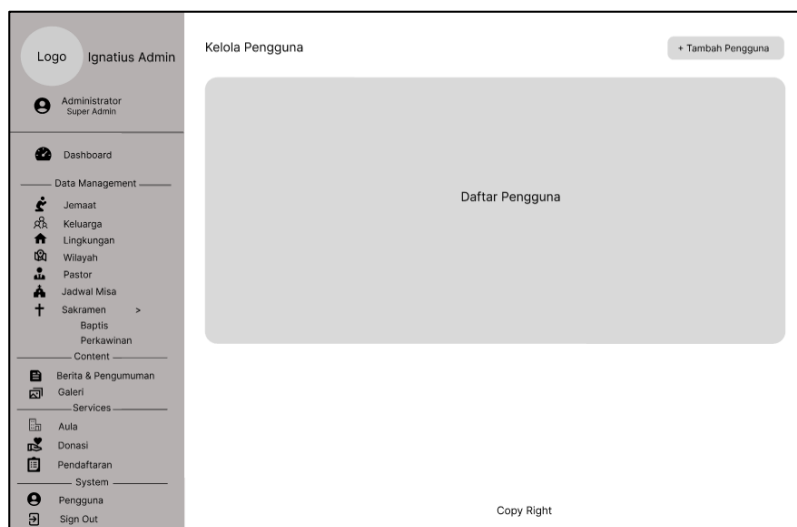 Logo
Ignatius Admin
Administrator
Super Admin
Dashboard
Data Management
Jemaat
Keluarga
Lingkungan
Wilayah
Pastor
Jadwal Misa
Sakramen >
Baptis
Perkawinan
Content
Berita & Pengumuman
Galeri
Services
Aula
Donasi
Pendaftaran
System
Pengguna
Sign Out
Kelola Pengguna
+ Tambah Pengguna
Daftar Pengguna
Copy Right